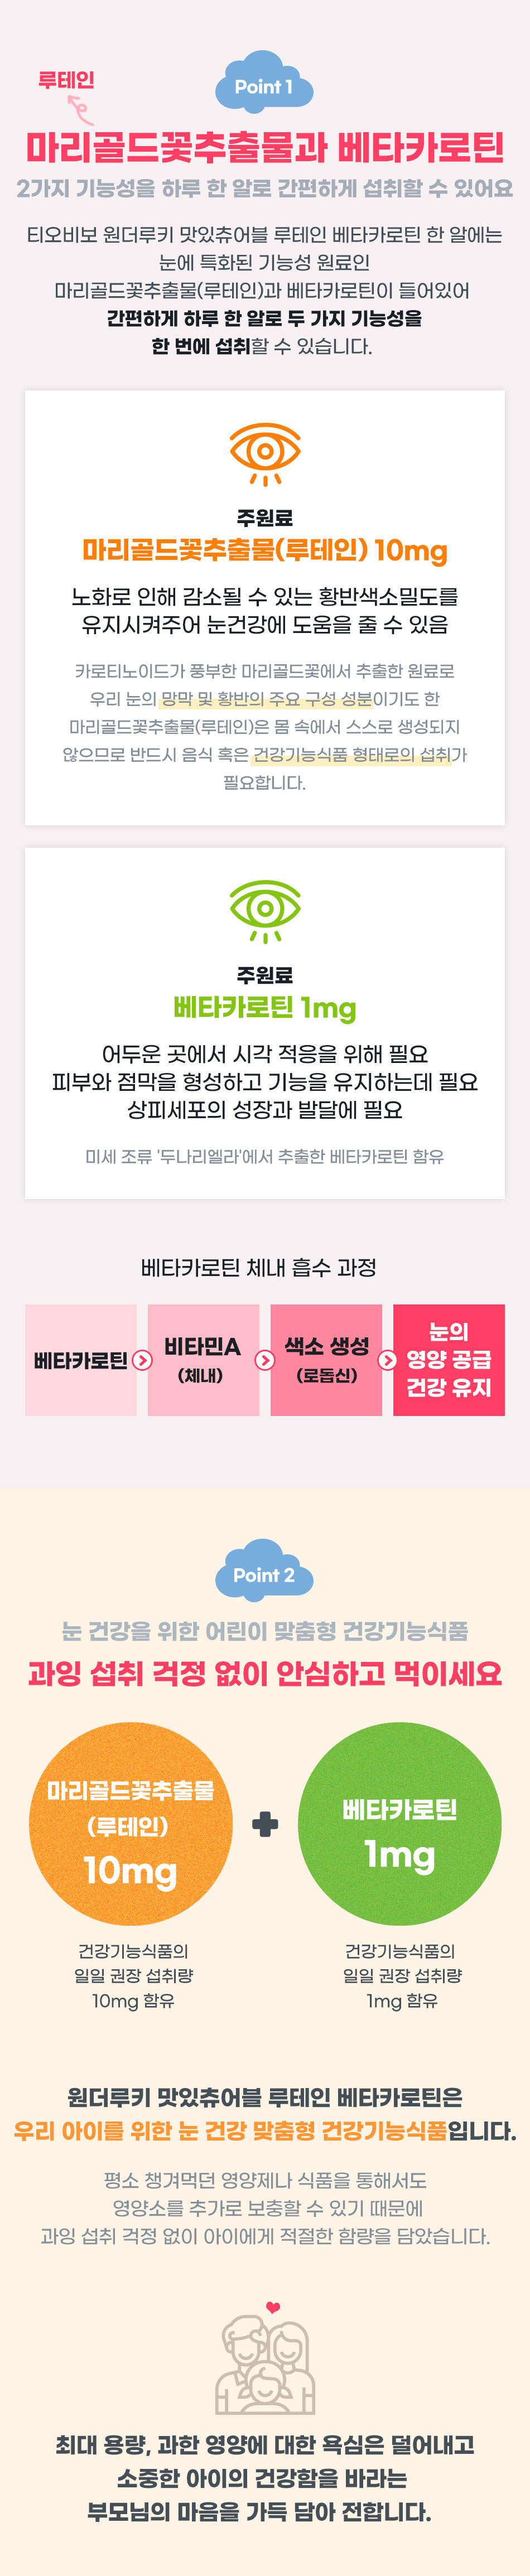 Point 1
루테인
마리골드꽃추출물과 베타카로틴
2가지 기능성을 하루 한 알로 간편하게 섭취할 수 있어요
티오비보 원더루키 맛있츄어블 루테인 베타카로틴 한 알에는
눈에 특화된 기능성 원료인
마리골드꽃추출물(루테인)과 베타카로틴이 들어있어
간편하게 하루 한 알로 두 가지 기능성을
한 번에 섭취할 수 있습니다.
주원료
마리골드꽃추출물(루테인) 10mg
노화로 인해 감소될 수 있는 황반색소밀도를
유지시켜주어 눈건강에 도움을 줄 수 있음
카로티노이드가 풍부한 마리골드꽃에서 추출한 원료로
우리 눈의 망막 및 황반의 주요 구성 성분이기도 한
마리골드꽃추출물(루테인)은 몸 속에서 스스로 생성되지
않으므로 반드시 음식 혹은 건강기능식품 형태로의 섭취가
필요합니다.
주원료
베타카로틴 1mg
어두운 곳에서 시각 적응을 위해 필요
피부와 점막을 형성하고 기능을 유지하는데 필요
상피세포의 성장과 발달에 필요
미세 조류 '두나리엘라'에서 추출한 베타카로틴 함유
베타카로틴 체내 흡수 과정
베타카로틴
비타민A
(체내)
색소 생성
(로돕신)
눈의
영양 공급
건강 유지
Point 2
눈 건강을 위한 어린이 맞춤형 건강기능식품
과잉 섭취 걱정 없이 안심하고 먹이세요
마리골드꽃추출물
(루테인)
10mg
베타카로틴
1mg
건강기능식품의
일일 권장 섭취량
10mg 함유
건강기능식품의
일일 권장 섭취량
1mg 함유
원더루키 맛있츄어블 루테인 베타카로틴은
우리 아이를 위한 눈 건강 맞춤형 건강기능식품입니다.
평소 챙겨먹던 영양제나 식품을 통해서도
영양소를 추가로 보충할 수 있기 때문에
과잉 섭취 걱정 없이 아이에게 적절한 함량을 담았습니다.
최대 용량, 과한 영양에 대한 욕심은 덜어내고
소중한 아이의 건강함을 바라는
부모님의 마음을 가득 담아 전합니다.